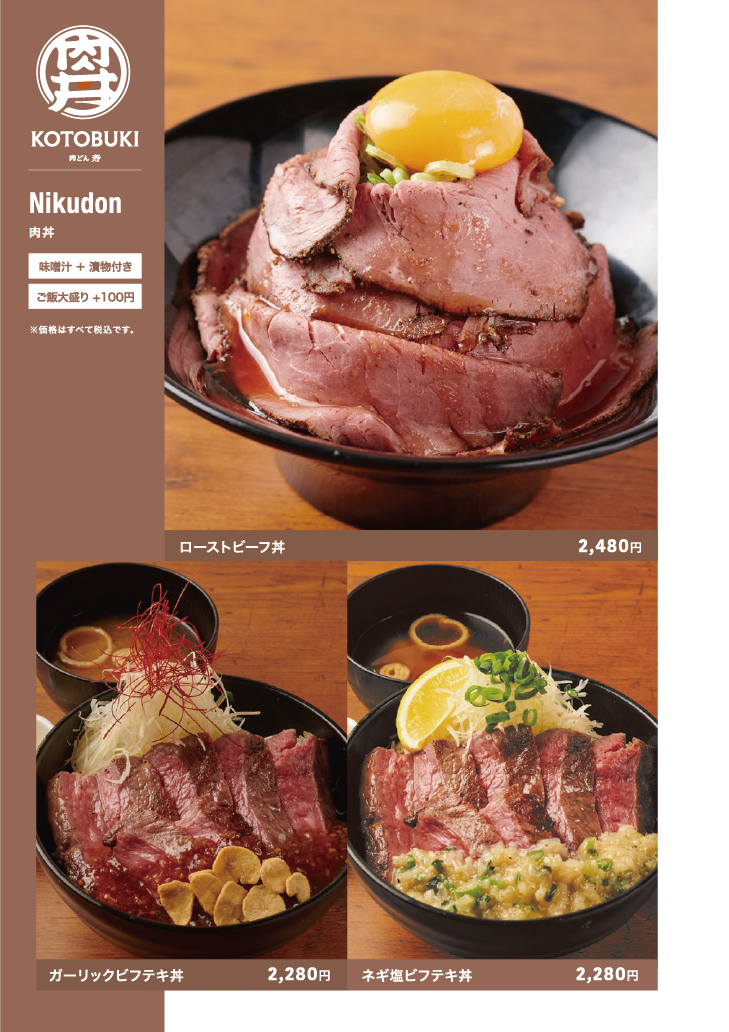 肉丼
KOTOBUKI
肉どん 寿
Nikudon
肉丼
味噌汁 + 漬物付き
ご飯大盛り +100円
※価格はすべて税込です。
ローストビーフ丼 2,480円
ガーリックビフテキ丼 2,280円
ネギ塩ビフテキ丼 2,280円